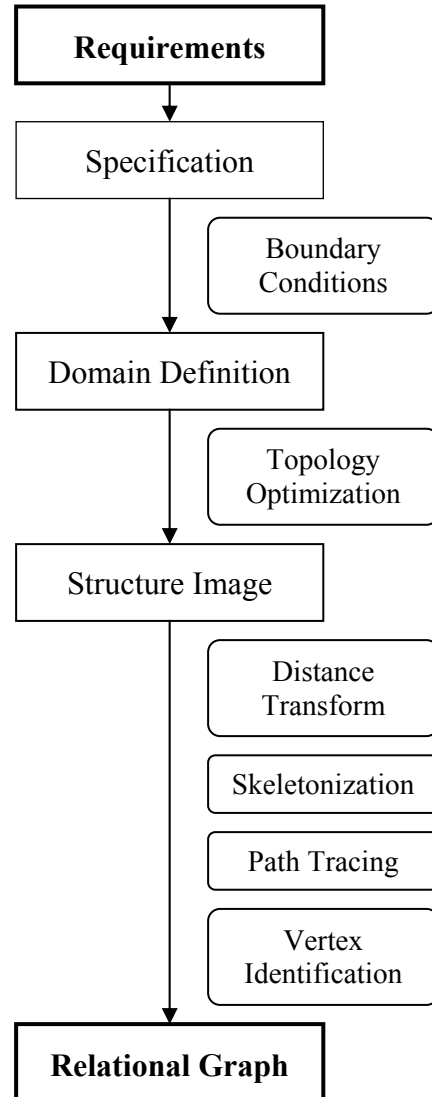 Requirements
Specification
Boundary
Conditions
Domain Definition
Topology
Optimization
Structure Image
Distance
Transform
Skeletonization
Path Tracing
Vertex
Identification
Relational Graph